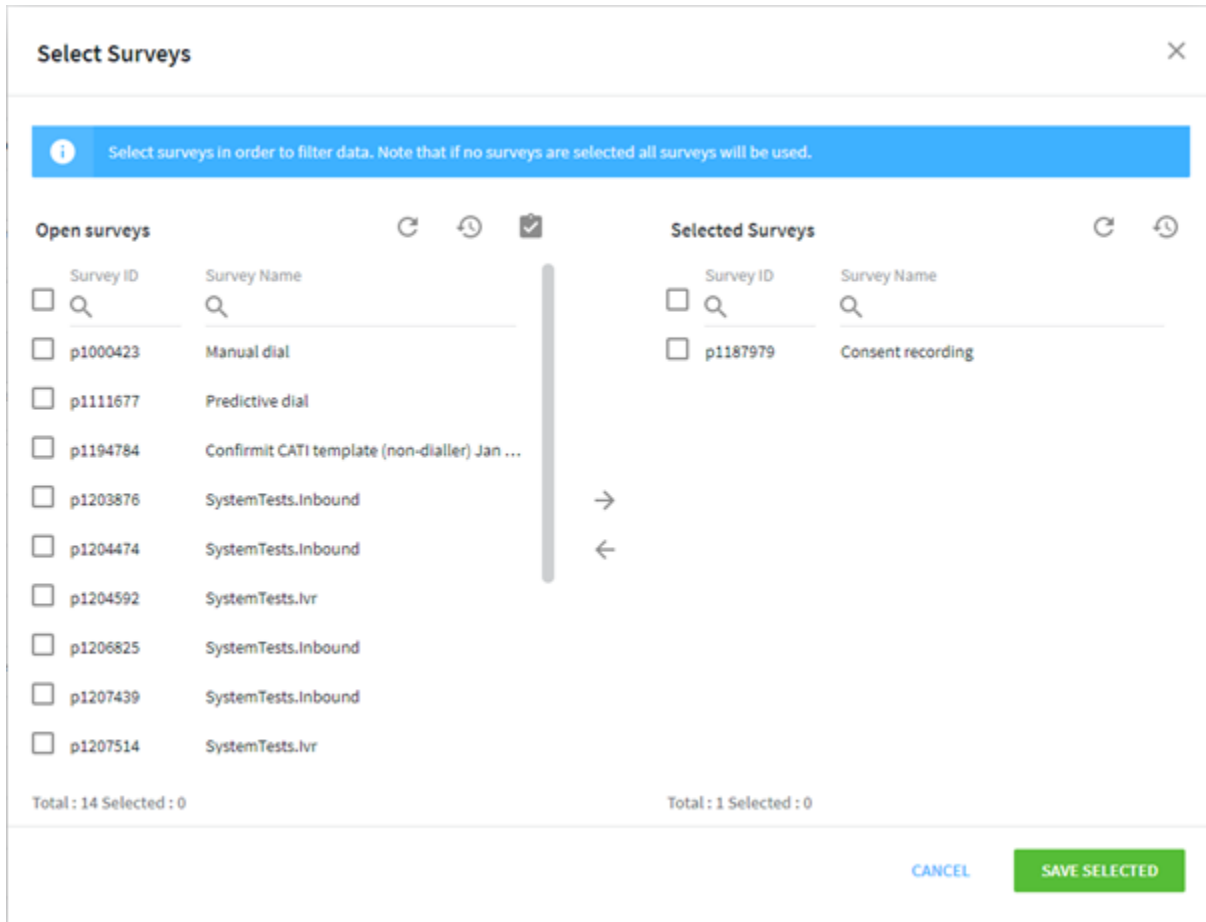 Select Surveys
Select surveys in order to filter data. Note that if no surveys are selected all surveys will be used.
Open surveys
Survey ID Survey Name
p1000423 Manual dial
p1111677 Predictive dial
p1194784 Confirmit CATI template (non-dialler) Jan ...
p1203876 SystemTests.Inbound
p1204474 SystemTests.Inbound
p1204592 SystemTests.Ivr
p1206825 SystemTests.Inbound
p1207439 SystemTests.Inbound
p1207514 SystemTests.Ivr
Total : 14 Selected : 0
Selected Surveys
Survey ID Survey Name
p1187979 Consent recording
Total : 1 Selected : 0
CANCEL SAVE SELECTED